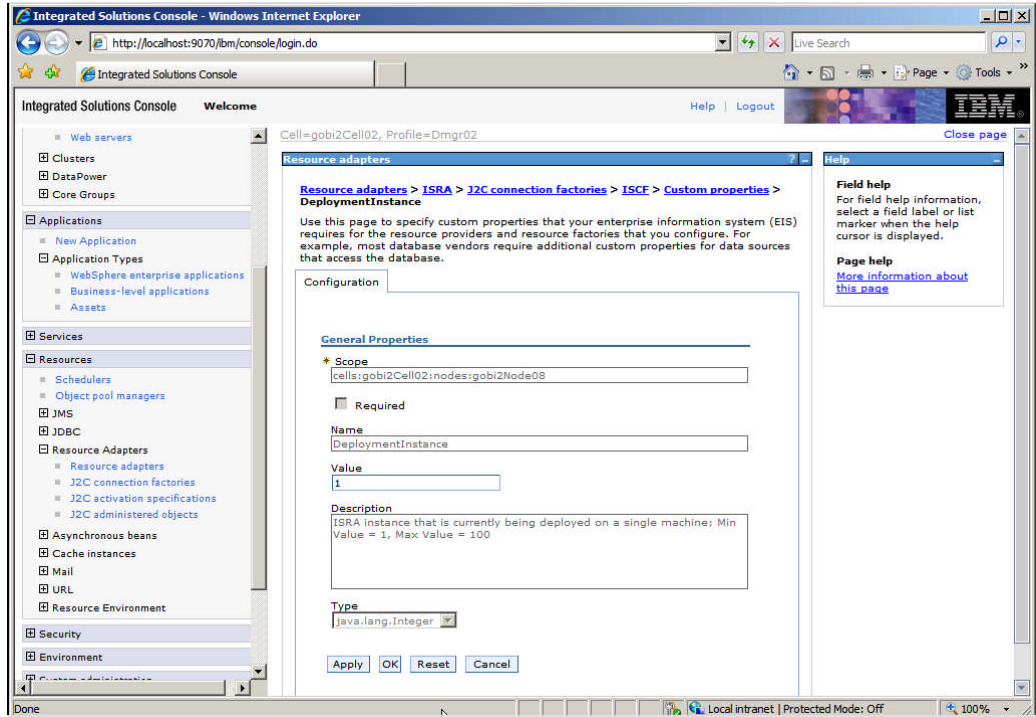 Integrated Solutions Console - Windows Internet Explorer
http://localhost:9070/ibm/console/login.do
Live Search
Integrated Solutions Console
Page
Tools
Integrated Solutions Console Welcome
Help | Logout
IBM
Web servers
Clusters
DataPower
Core Groups
Applications
New Application
Application Types
WebSphere enterprise applications
Business-level applications
Assets
Services
Resources
Schedulers
Object pool managers
JMS
JDBC
Resource Adapters
Resource adapters
J2C connection factories
J2C activation specifications
J2C administered objects
Asynchronous beans
Cache instances
Mail
URL
Resource Environment
Security
Environment
System administration
Cell=gobi2Cell02, Profile=Dmgr02
Close page
Resource adapters
Resource adapters > ISRA > J2C connection factories > ISCF > Custom properties >
DeploymentInstance
Use this page to specify custom properties that your enterprise information system (EIS)
requires for the resource providers and resource factories that you configure. For
example, most database vendors require additional custom properties for data sources
that access the database.
Configuration
General Properties
* Scope
cells:gobi2Cell02:nodes:gobi2Node08
Required
Name
DeploymentInstance
Value
1
Description
ISRA instance that is currently being deployed on a single machine; Min
Value = 1, Max Value = 100
Type
java.lang.Integer
Apply
OK
Reset
Cancel
Help
Field help
For field help information,
select a field label or list
marker when the help
cursor is displayed.
Page help
More information about
this page
Done
Local intranet | Protected Mode: Off
100%